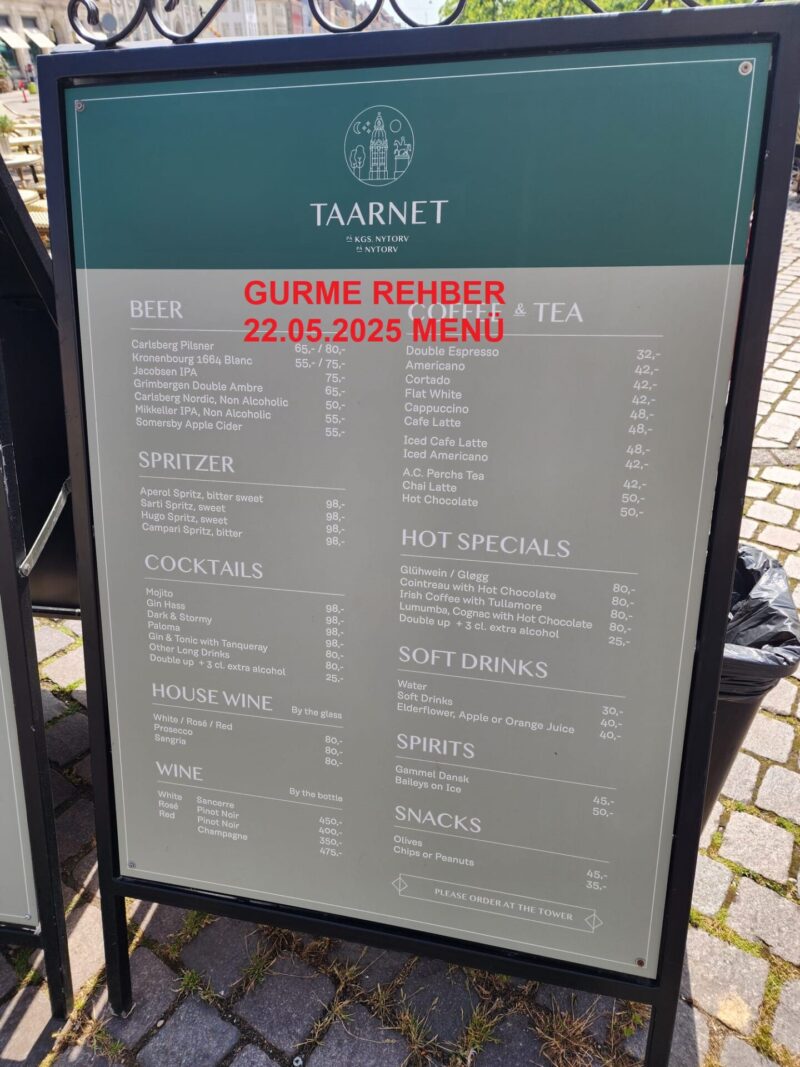 TAARNET
PÅ KGS. NYTORV
PÅ NYTORV
GURME REHBER
22.05.2025 MENÜ
BEER
Carlsberg Pilsner 65,- / 80,-
Kronenbourg 1664 Blanc 55,- / 75,-
Jacobsen IPA 75,-
Grimbergen Double Ambre 65,-
Carlsberg Nordic, Non Alcoholic 50,-
Mikkeller IPA, Non Alcoholic 55,-
Somersby Apple Cider 55,-
SPRITZER
Aperol Spritz, bitter sweet 98,-
Sarti Spritz, sweet 98,-
Hugo Spritz, sweet 98,-
Campari Spritz, bitter 98,-
COCKTAILS
Mojito 98,-
Gin Hass 98,-
Dark & Stormy 98,-
Paloma 98,-
Gin & Tonic with Tanqueray 80,-
Other Long Drinks 80,-
Double up + 3 cl. extra alcohol 25,-
HOUSE WINE By the glass
White / Rosé / Red 80,-
Prosecco 80,-
Sangria 80,-
WINE By the bottle
White Sancerre 450,-
Rosé Pinot Noir 400,-
Red Pinot Noir 350,-
Champagne 475,-
COFFEE & TEA
Double Espresso 32,-
Americano 42,-
Cortado 42,-
Flat White 42,-
Cappuccino 48,-
Cafe Latte 48,-
Iced Cafe Latte 48,-
Iced Americano 42,-
A.C. Perchs Tea 42,-
Chai Latte 50,-
Hot Chocolate 50,-
HOT SPECIALS
Glühwein / Gløgg 80,-
Cointreau with Hot Chocolate 80,-
Irish Coffee with Tullamore 80,-
Lumumba, Cognac with Hot Chocolate 80,-
Double up + 3 cl. extra alcohol 25,-
SOFT DRINKS
Water 30,-
Soft Drinks 40,-
Elderflower, Apple or Orange Juice 40,-
SPIRITS
Gammel Dansk 45,-
Baileys on Ice 50,-
SNACKS
Olives 45,-
Chips or Peanuts 35,-
PLEASE ORDER AT THE TOWER